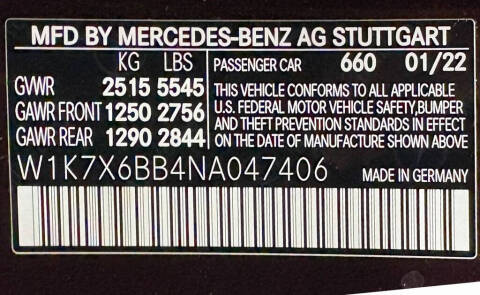 MFD BY MERCEDES-BENZ AG STUTTGART
KG LBS PASSENGER CAR 660 01/22
GVWR 2515 5545 THIS VEHICLE CONFORMS TO ALL APPLICABLE
GAWR FRONT 1250 2756 U.S. FEDERAL MOTOR VEHICLE SAFETY,BUMPER
AND THEFT PREVENTION STANDARDS IN EFFECT
GAWR REAR 1290 2844 ON THE DATE OF MANUFACTURE SHOWN ABOVE
W1K7X6BB4NA047406 MADE IN GERMANY